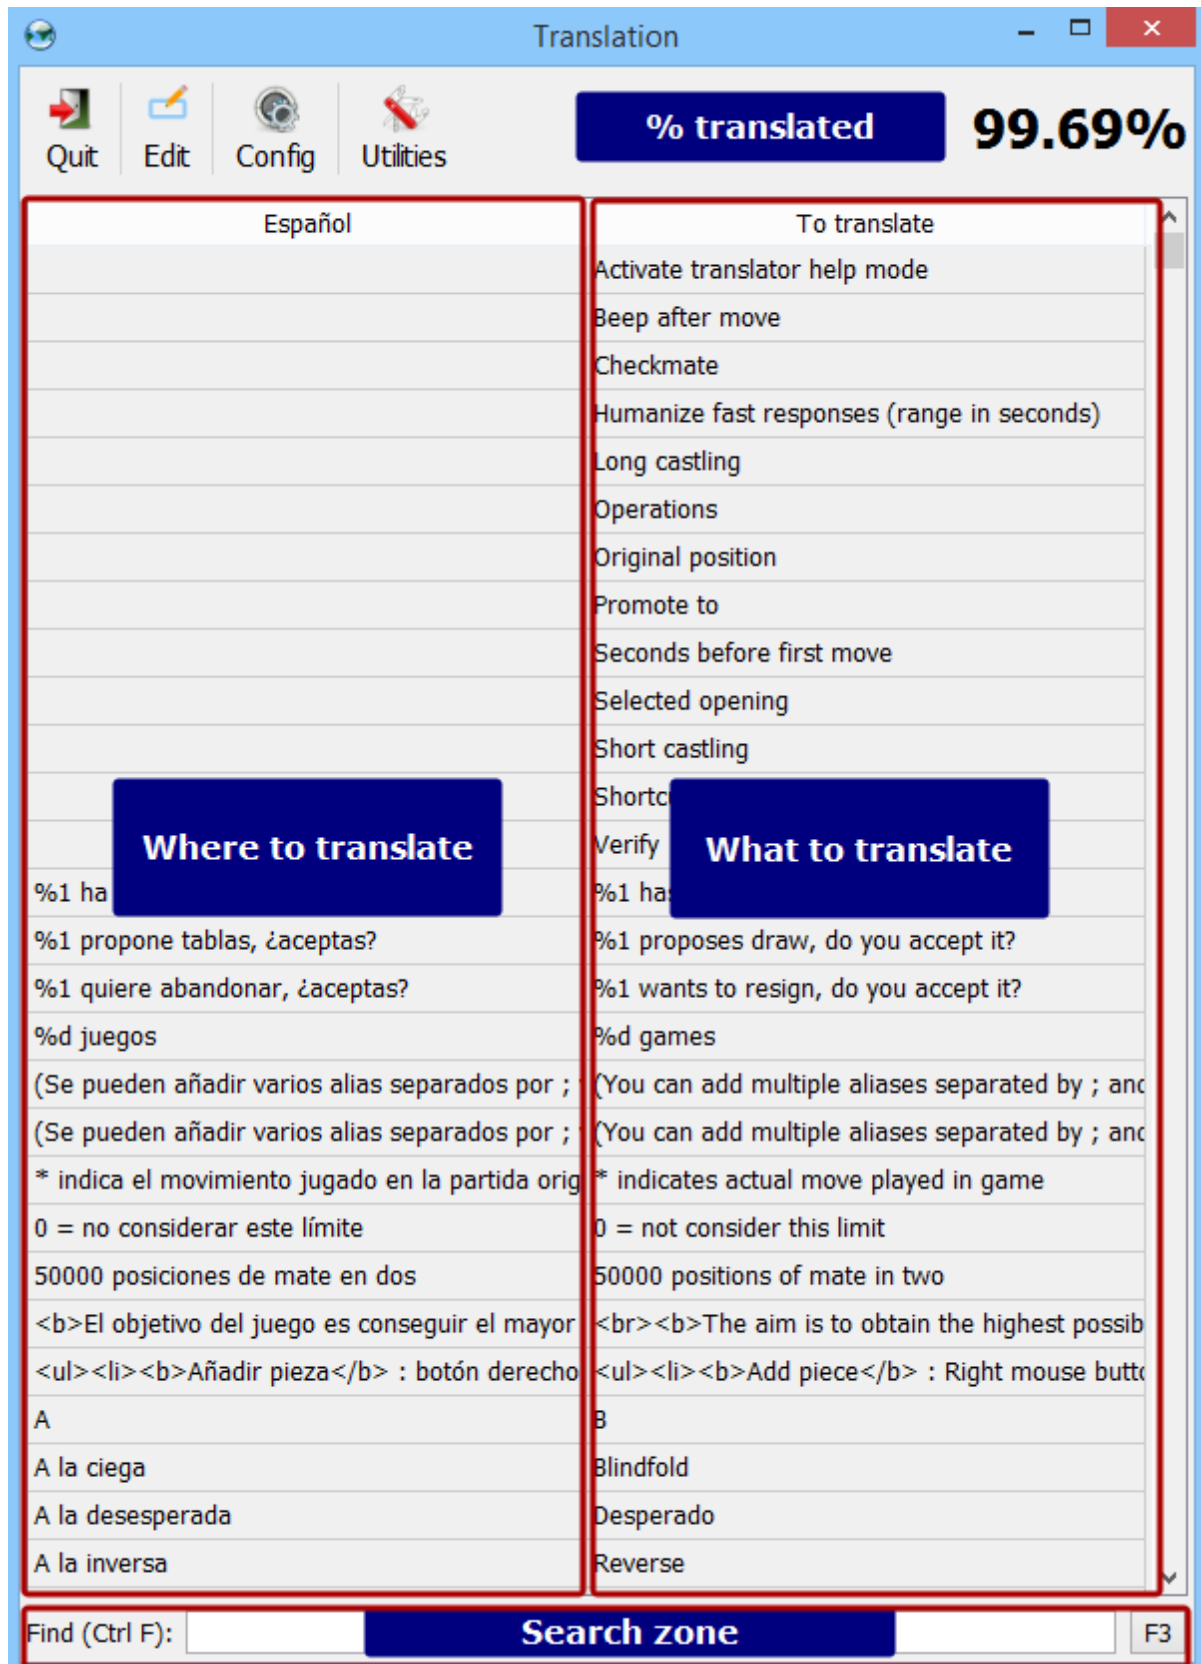 Translation
Quit Edit Config Utilities % translated 99.69%
Español To translate
Activate translator help mode
Beep after move
Checkmate
Humanize fast responses (range in seconds)
Long castling
Operations
Original position
Promote to
Seconds before first move
Selected opening
Short castling
Where to translate What to translate
Verify
%1 ha
%1 propone tablas, ¿aceptas? %1 proposes draw, do you accept it?
%1 quiere abandonar, ¿aceptas? %1 wants to resign, do you accept it?
%d juegos %d games
(Se pueden añadir varios alias separados por ; (You can add multiple aliases separated by ; and
(Se pueden añadir varios alias separados por ; (You can add multiple aliases separated by ; and
* indica el movimiento jugado en la partida orig * indicates actual move played in game
0 = no considerar este límite 0 = not consider this limit
50000 posiciones de mate en dos 50000 positions of mate in two
<b>El objetivo del juego es conseguir el mayor <br><b>The aim is to obtain the highest possib
<ul><li><b>Añadir pieza</b> : botón derecho <ul><li><b>Add piece</b> : Right mouse butto
A B
A la ciega Blindfold
A la desesperada Desperado
A la inversa Reverse
Find (Ctrl F): Search zone F3